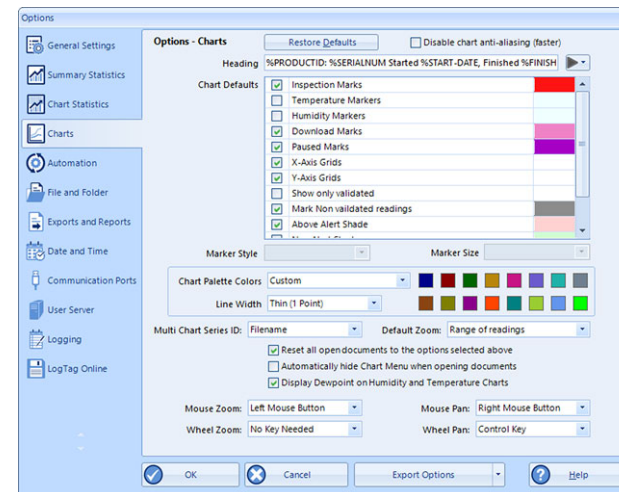 Options
General Settings
Summary Statistics
Chart Statistics
Charts
Automation
File and Folder
Exports and Reports
Date and Time
Communication Ports
User Server
Logging
LogTag Online
Options - Charts
Restore Defaults
Disable chart anti-aliasing (faster)
Heading %PRODUCTID: %SERIALNUM Started %START-DATE, Finished %FINISH
Chart Defaults
Inspection Marks
Temperature Markers
Humidity Markers
Download Marks
Paused Marks
X-Axis Grids
Y-Axis Grids
Show only validated
Mark Non vaildated readings
Above Alert Shade
Marker Style
Marker Size
Chart Palette Colors Custom
Line Width Thin (1 Point)
Multi Chart Series ID: Filename
Default Zoom: Range of readings
Reset all open documents to the options selected above
Automatically hide Chart Menu when opening documents
Display Dewpoint on Humidity and Temperature Charts
Mouse Zoom: Left Mouse Button
Mouse Pan: Right Mouse Button
Wheel Zoom: No Key Needed
Wheel Pan: Control Key
OK
Cancel
Export Options
Help